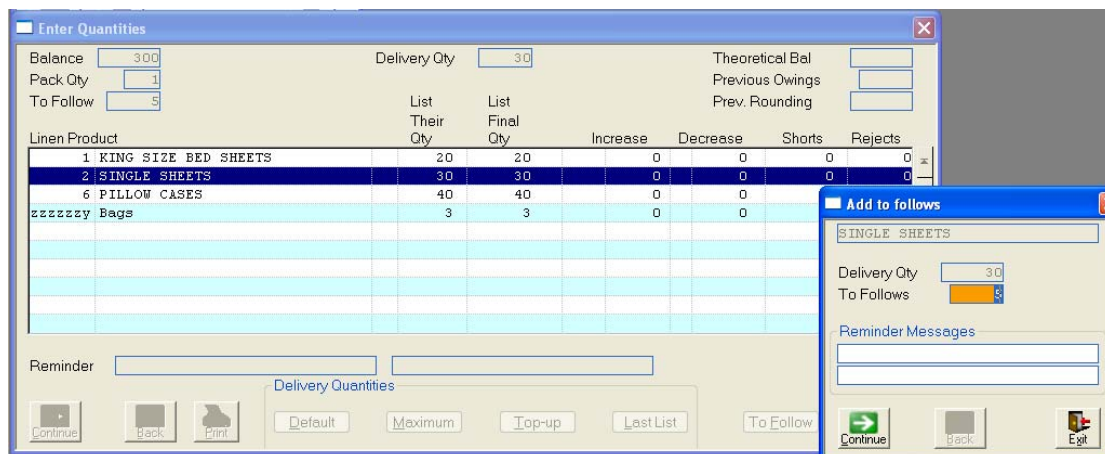 Enter Quantities
Balance 300 Delivery Qty 30 Theoretical Bal
Pack Qty 1 Previous Owings
To Follow 5 Prev. Rounding
Linen Product List Their Qty List Final Qty Increase Decrease Shorts Rejects
1 KING SIZE BED SHEETS 20 20 0 0 0 0
2 SINGLE SHEETS 30 30 0 0 0 0
6 PILLOW CASES 40 40 0 0
zzzzzzy Bags 3 3 0 0
Reminder
Delivery Quantities
Continue Back Print Default Maximum Top-up Last List To Follow
Add to follows
SINGLE SHEETS
Delivery Qty 30
To Follows 5
Reminder Messages
Continue Back Exit